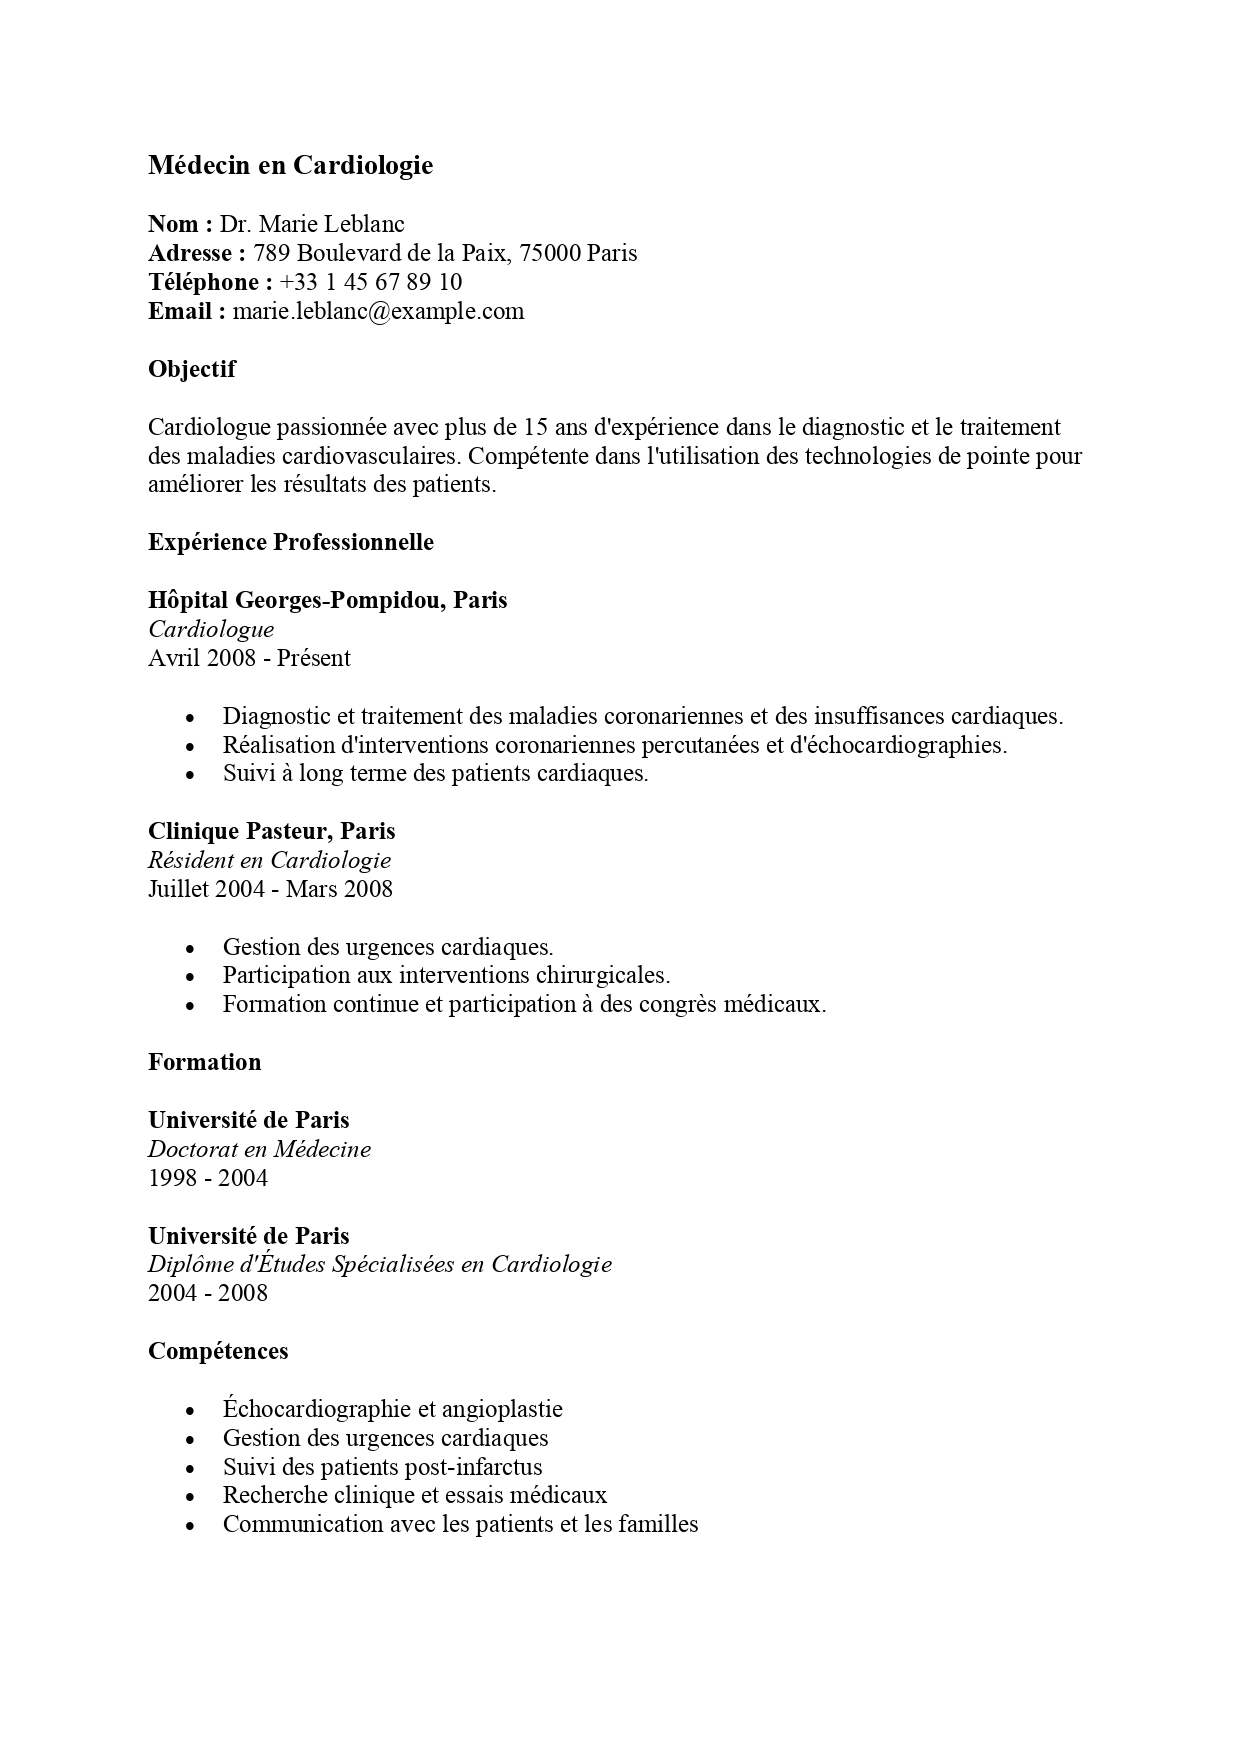 Médecin en Cardiologie
Nom : Dr. Marie Leblanc
Adresse : 789 Boulevard de la Paix, 75000 Paris
Téléphone : +33 1 45 67 89 10
Email : marie.leblanc@example.com
Objectif
Cardiologue passionnée avec plus de 15 ans d'expérience dans le diagnostic et le traitement
des maladies cardiovasculaires. Compétente dans l'utilisation des technologies de pointe pour
améliorer les résultats des patients.
Expérience Professionnelle
Hôpital Georges-Pompidou, Paris
Cardiologue
Avril 2008 - Présent
• Diagnostic et traitement des maladies coronariennes et des insuffisances cardiaques.
• Réalisation d'interventions coronariennes percutanées et d'échocardiographies.
• Suivi à long terme des patients cardiaques.
Clinique Pasteur, Paris
Résident en Cardiologie
Juillet 2004 - Mars 2008
• Gestion des urgences cardiaques.
• Participation aux interventions chirurgicales.
• Formation continue et participation à des congrès médicaux.
Formation
Université de Paris
Doctorat en Médecine
1998 - 2004
Université de Paris
Diplôme d'Études Spécialisées en Cardiologie
2004 - 2008
Compétences
• Échocardiographie et angioplastie
• Gestion des urgences cardiaques
• Suivi des patients post-infarctus
• Recherche clinique et essais médicaux
• Communication avec les patients et les familles